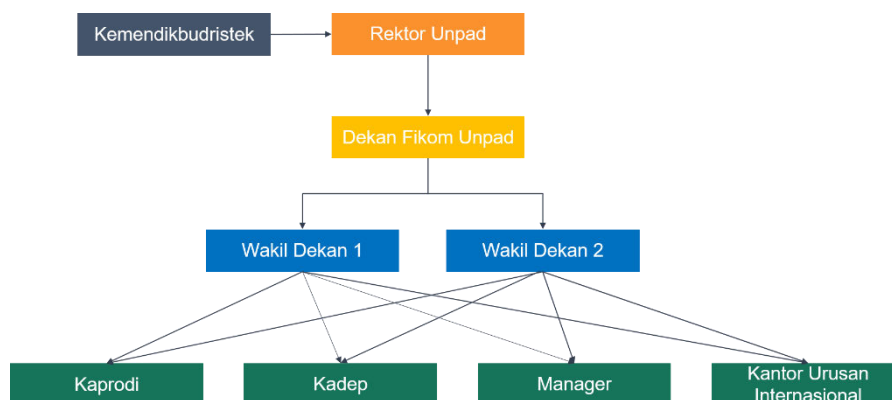 Kemendikbudristek
Rektor Unpad
Dekan Fikom Unpad
Wakil Dekan 1
Wakil Dekan 2
Kaprodi
Kadep
Manager
Kantor Urusan
Internasional